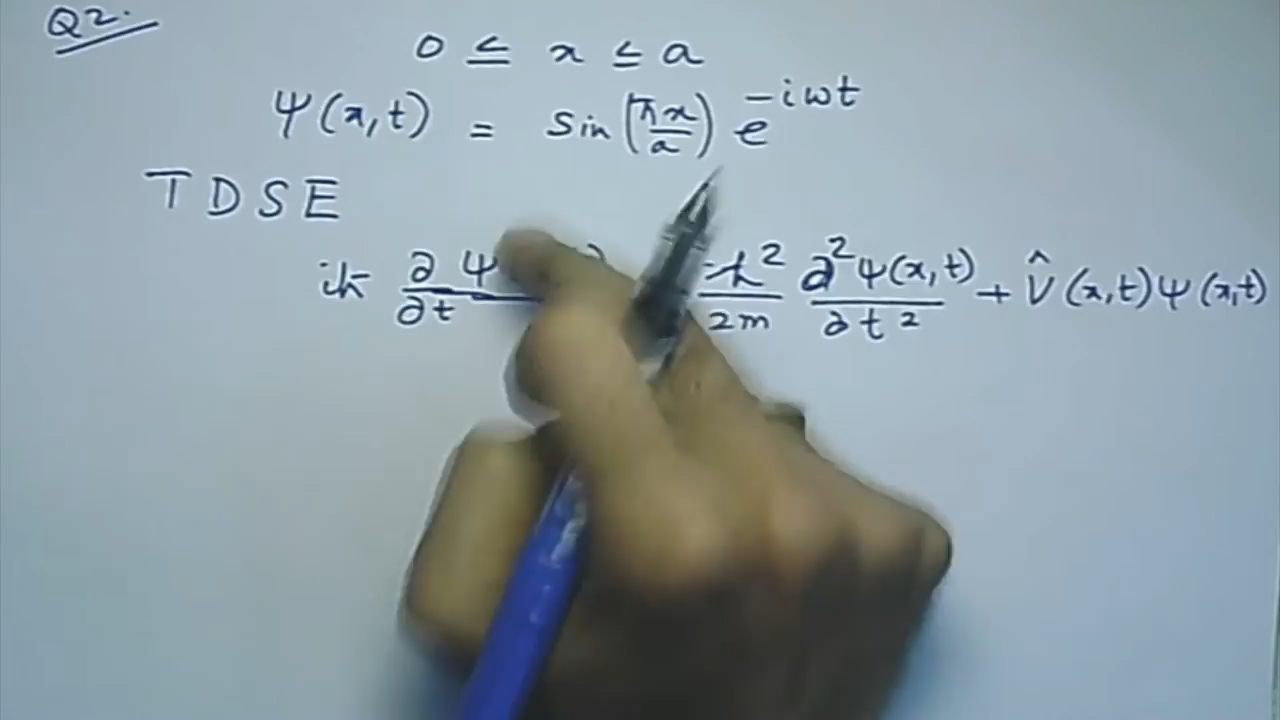 Q2.
0 ≤ x ≤ a
Ψ(x,t) = Sin(πx/a) e^-iωt
TDSE
iħ ∂Ψ/∂t -ħ²/2m ∂²Ψ(x,t)/∂t² + V̂(x,t)Ψ(x,t)